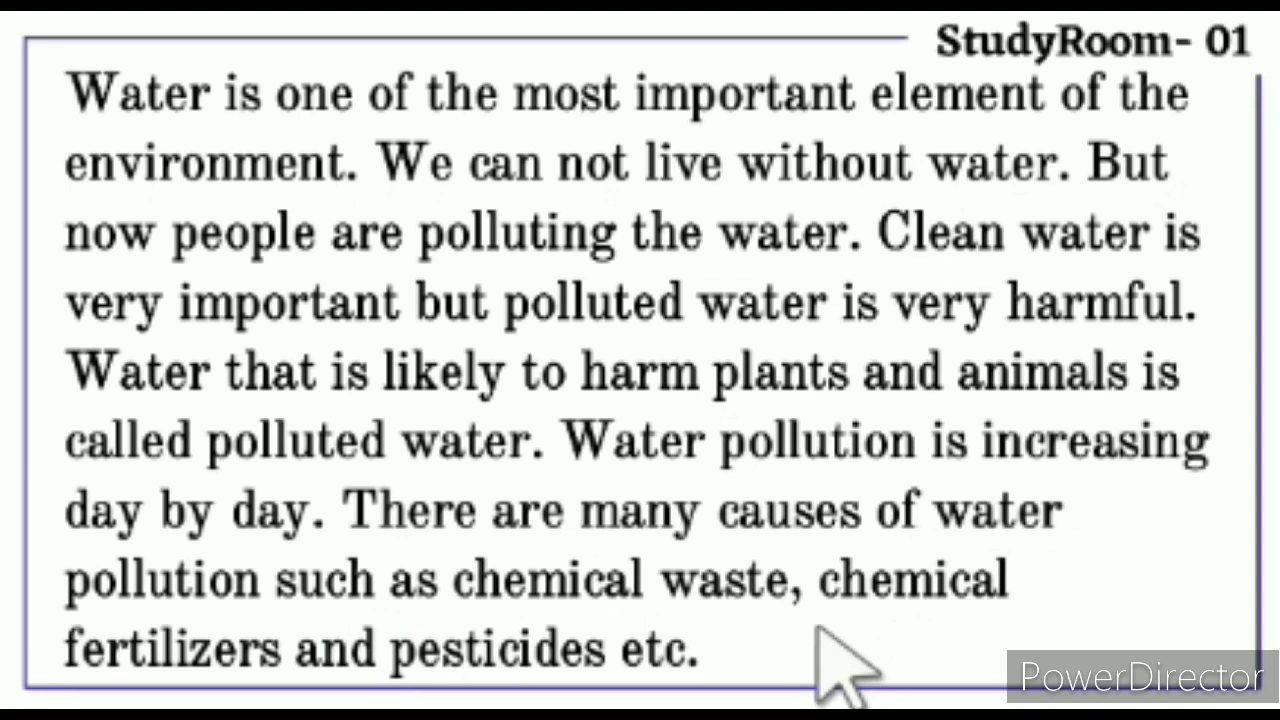 StudyRoom- 01
Water is one of the most important element of the
environment. We can not live without water. But
now people are polluting the water. Clean water is
very important but polluted water is very harmful.
Water that is likely to harm plants and animals is
called polluted water. Water pollution is increasing
day by day. There are many causes of water
pollution such as chemical waste, chemical
fertilizers and pesticides etc.
PowerDirector